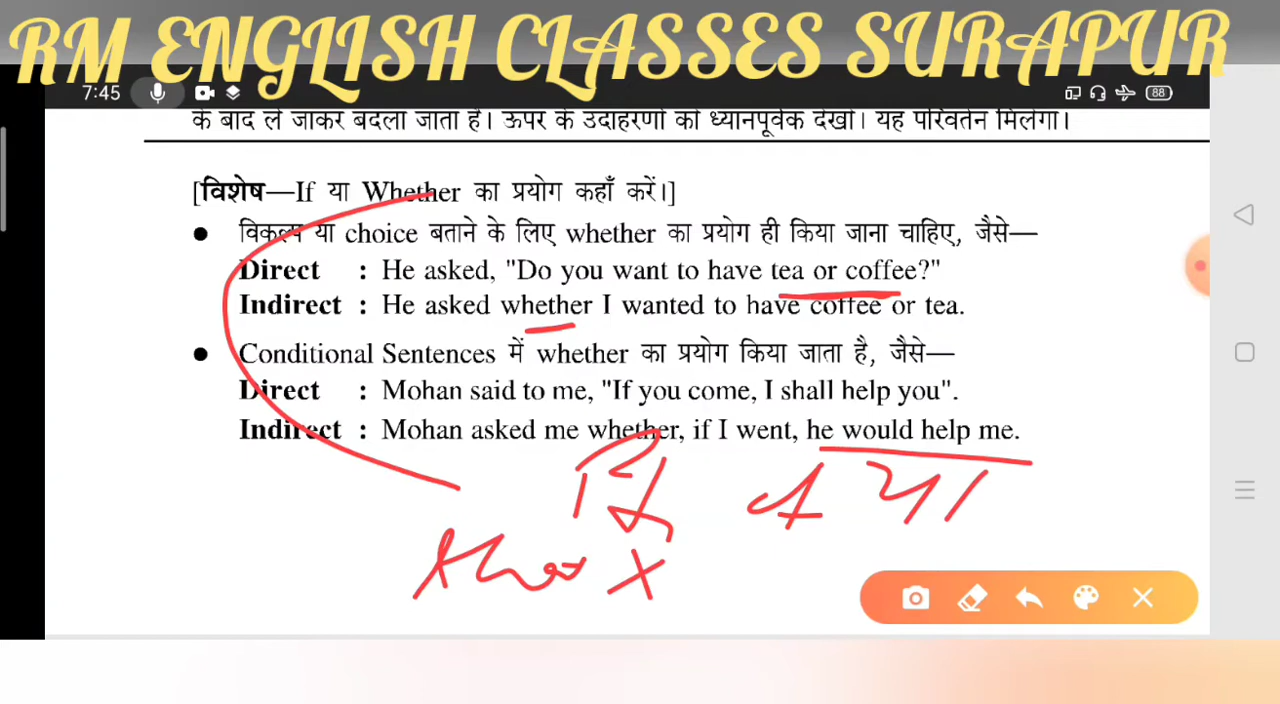 RM ENGLISH CLASSES SURAPUR
7:45 88
के बाद ले जाकर बदला जाता है। ऊपर के उदाहरणों को ध्यानपूर्वक देखो। यह परिवर्तन मिलेगा।
[विशेष—If या Whether का प्रयोग कहाँ करें।]
● विकल्प या choice बताने के लिए whether का प्रयोग ही किया जाना चाहिए, जैसे—
Direct : He asked, "Do you want to have tea or coffee?"
Indirect : He asked whether I wanted to have coffee or tea.
● Conditional Sentences में whether का प्रयोग किया जाता है, जैसे—
Direct : Mohan said to me, "If you come, I shall help you".
Indirect : Mohan asked me whether, if I went, he would help me.